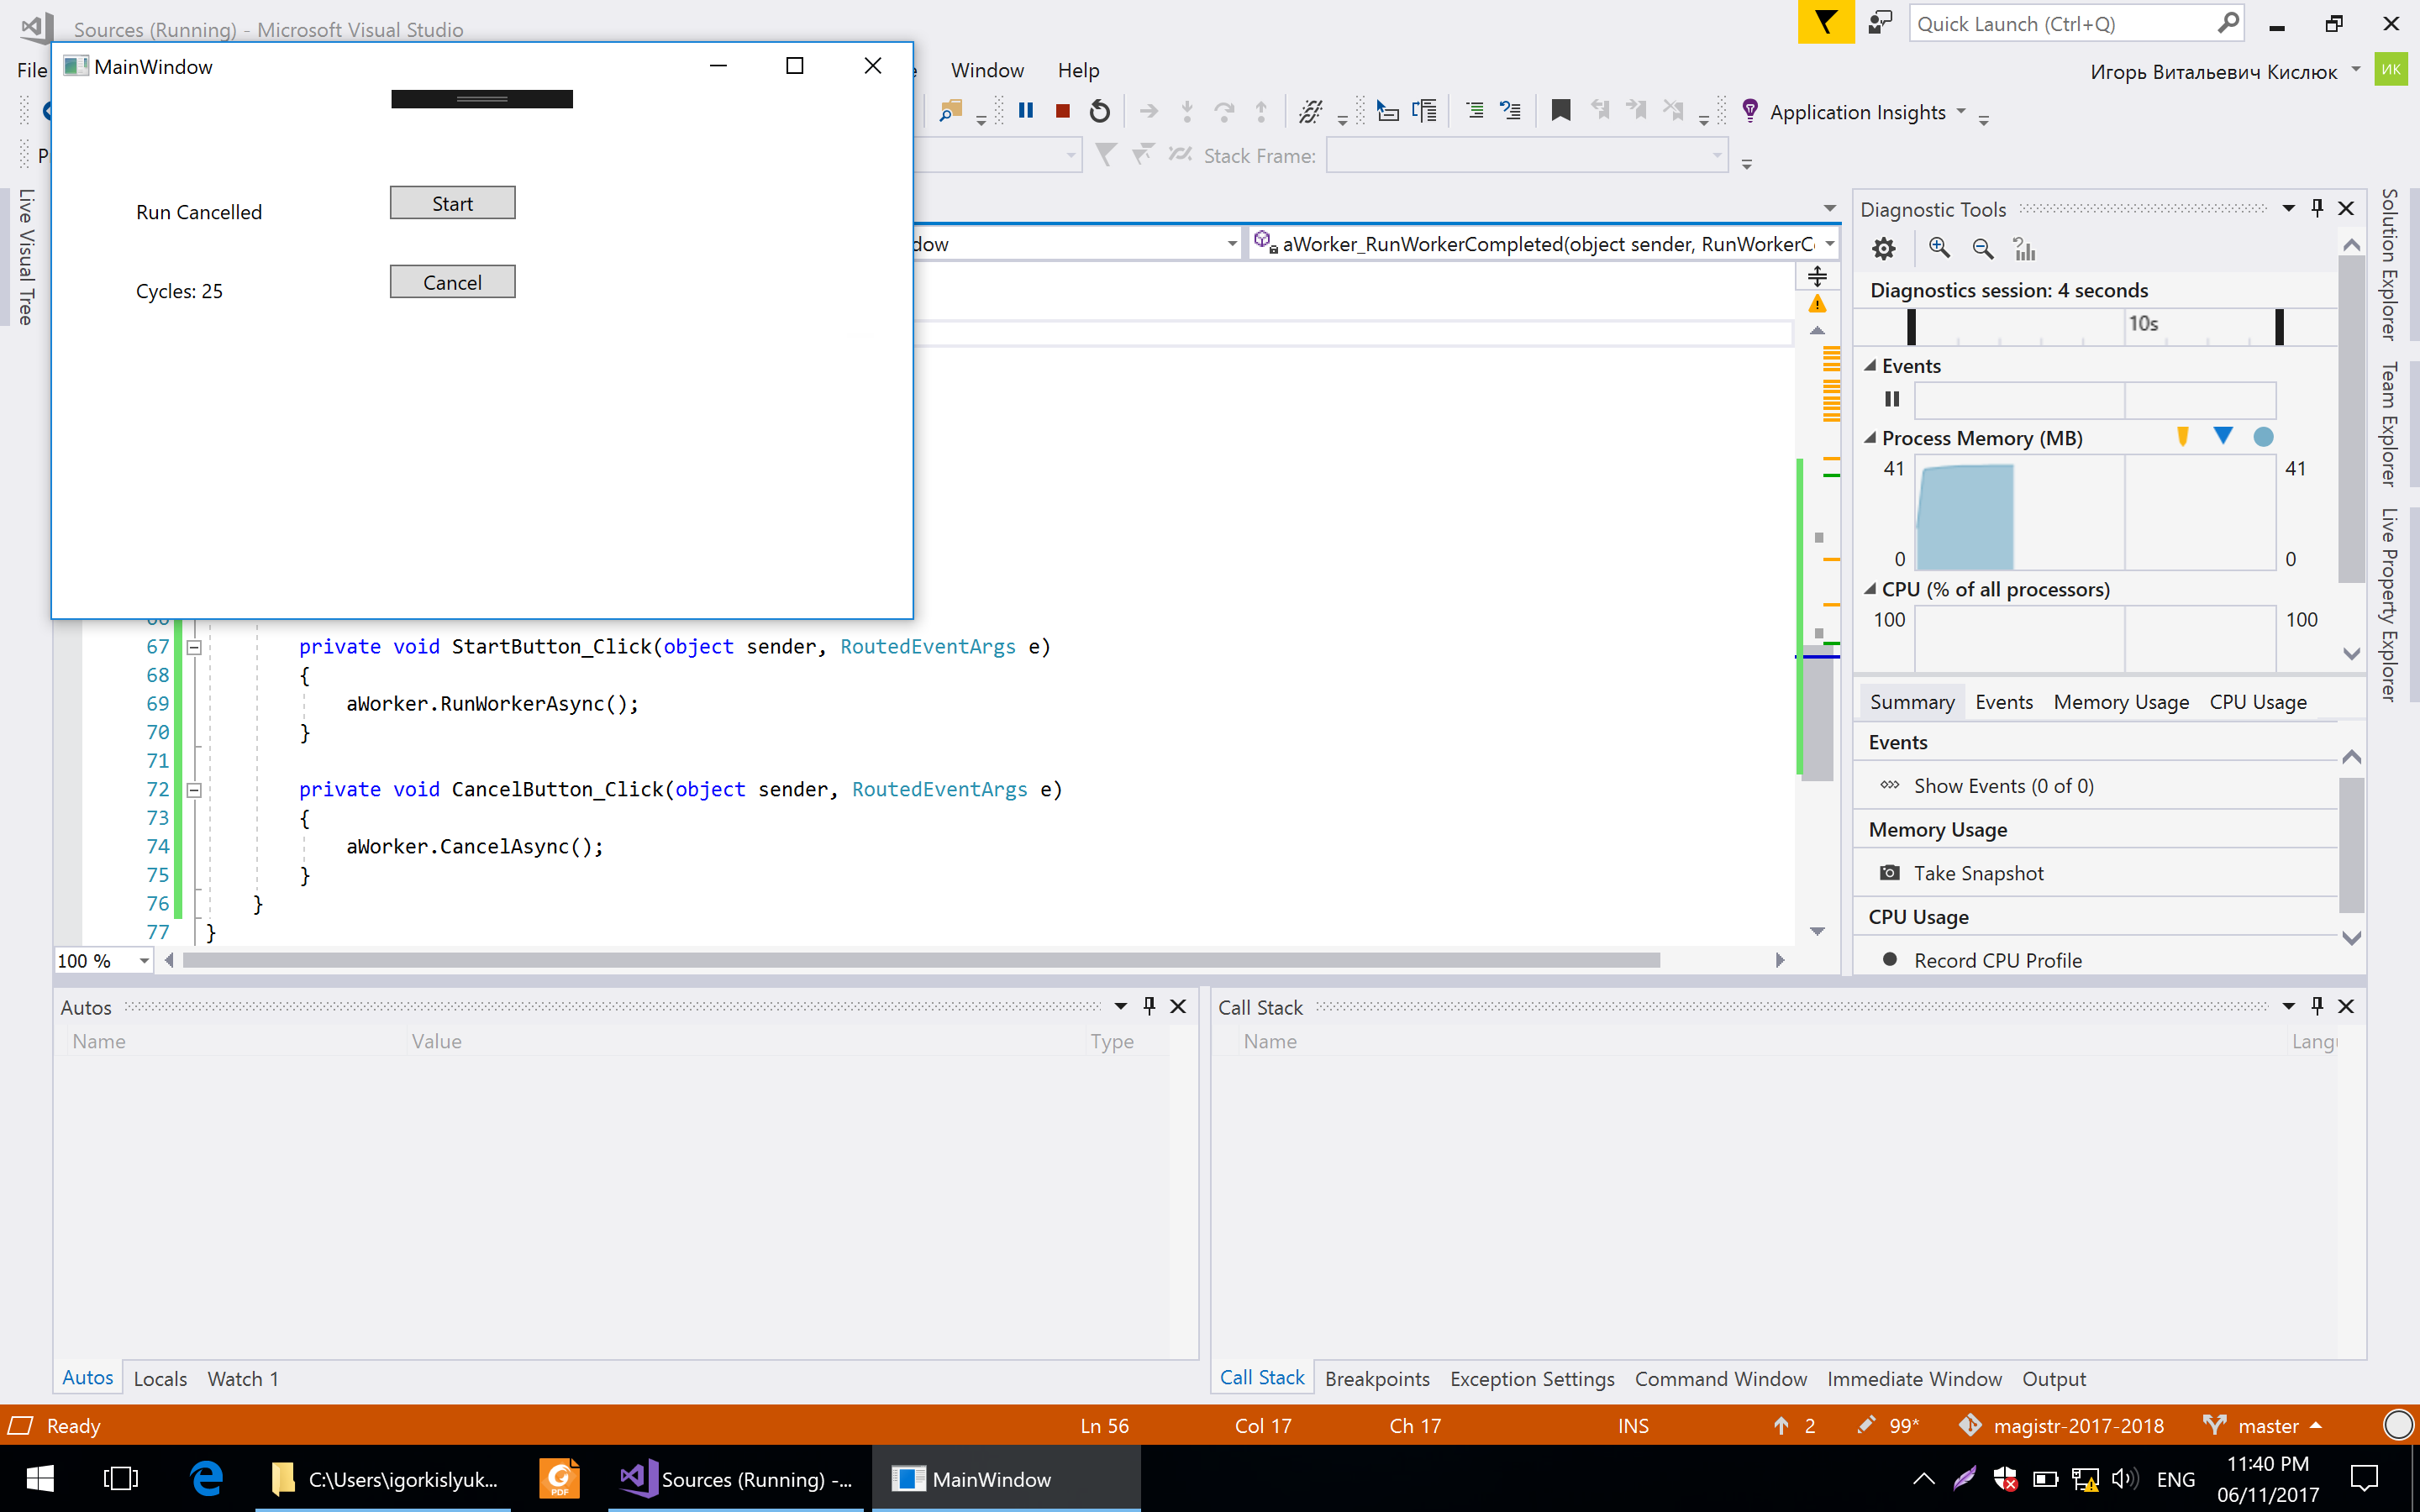 Sources (Running) - Microsoft Visual Studio
Quick Launch (Ctrl+Q)
File
Window Help
Игорь Витальевич Кислюк
ИК
MainWindow
Application Insights
P
Stack Frame:
Run Cancelled
Start
Cycles: 25
Cancel
Live Visual Tree
dow
aWorker_RunWorkerCompleted(object sender, RunWorkerC
Diagnostic Tools
Diagnostics session: 4 seconds
10s
Events
Process Memory (MB)
41
41
0
0
CPU (% of all processors)
100
100
Summary Events Memory Usage CPU Usage
Events
Show Events (0 of 0)
Memory Usage
Take Snapshot
CPU Usage
Record CPU Profile
Solution Explorer
Team Explorer
Live Property Explorer
66
67 private void StartButton_Click(object sender, RoutedEventArgs e)
68 {
69 aWorker.RunWorkerAsync();
70 }
71
72 private void CancelButton_Click(object sender, RoutedEventArgs e)
73 {
74 aWorker.CancelAsync();
75 }
76 }
77 }
100 %
Autos
Name Value Type
Autos Locals Watch 1
Call Stack
Name Langu
Call Stack Breakpoints Exception Settings Command Window Immediate Window Output
Ready Ln 56 Col 17 Ch 17 INS 2 99* magistr-2017-2018 master
C:\Users\igorkislyuk...
PDF
Sources (Running) -...
MainWindow
ENG
11:40 PM
06/11/2017